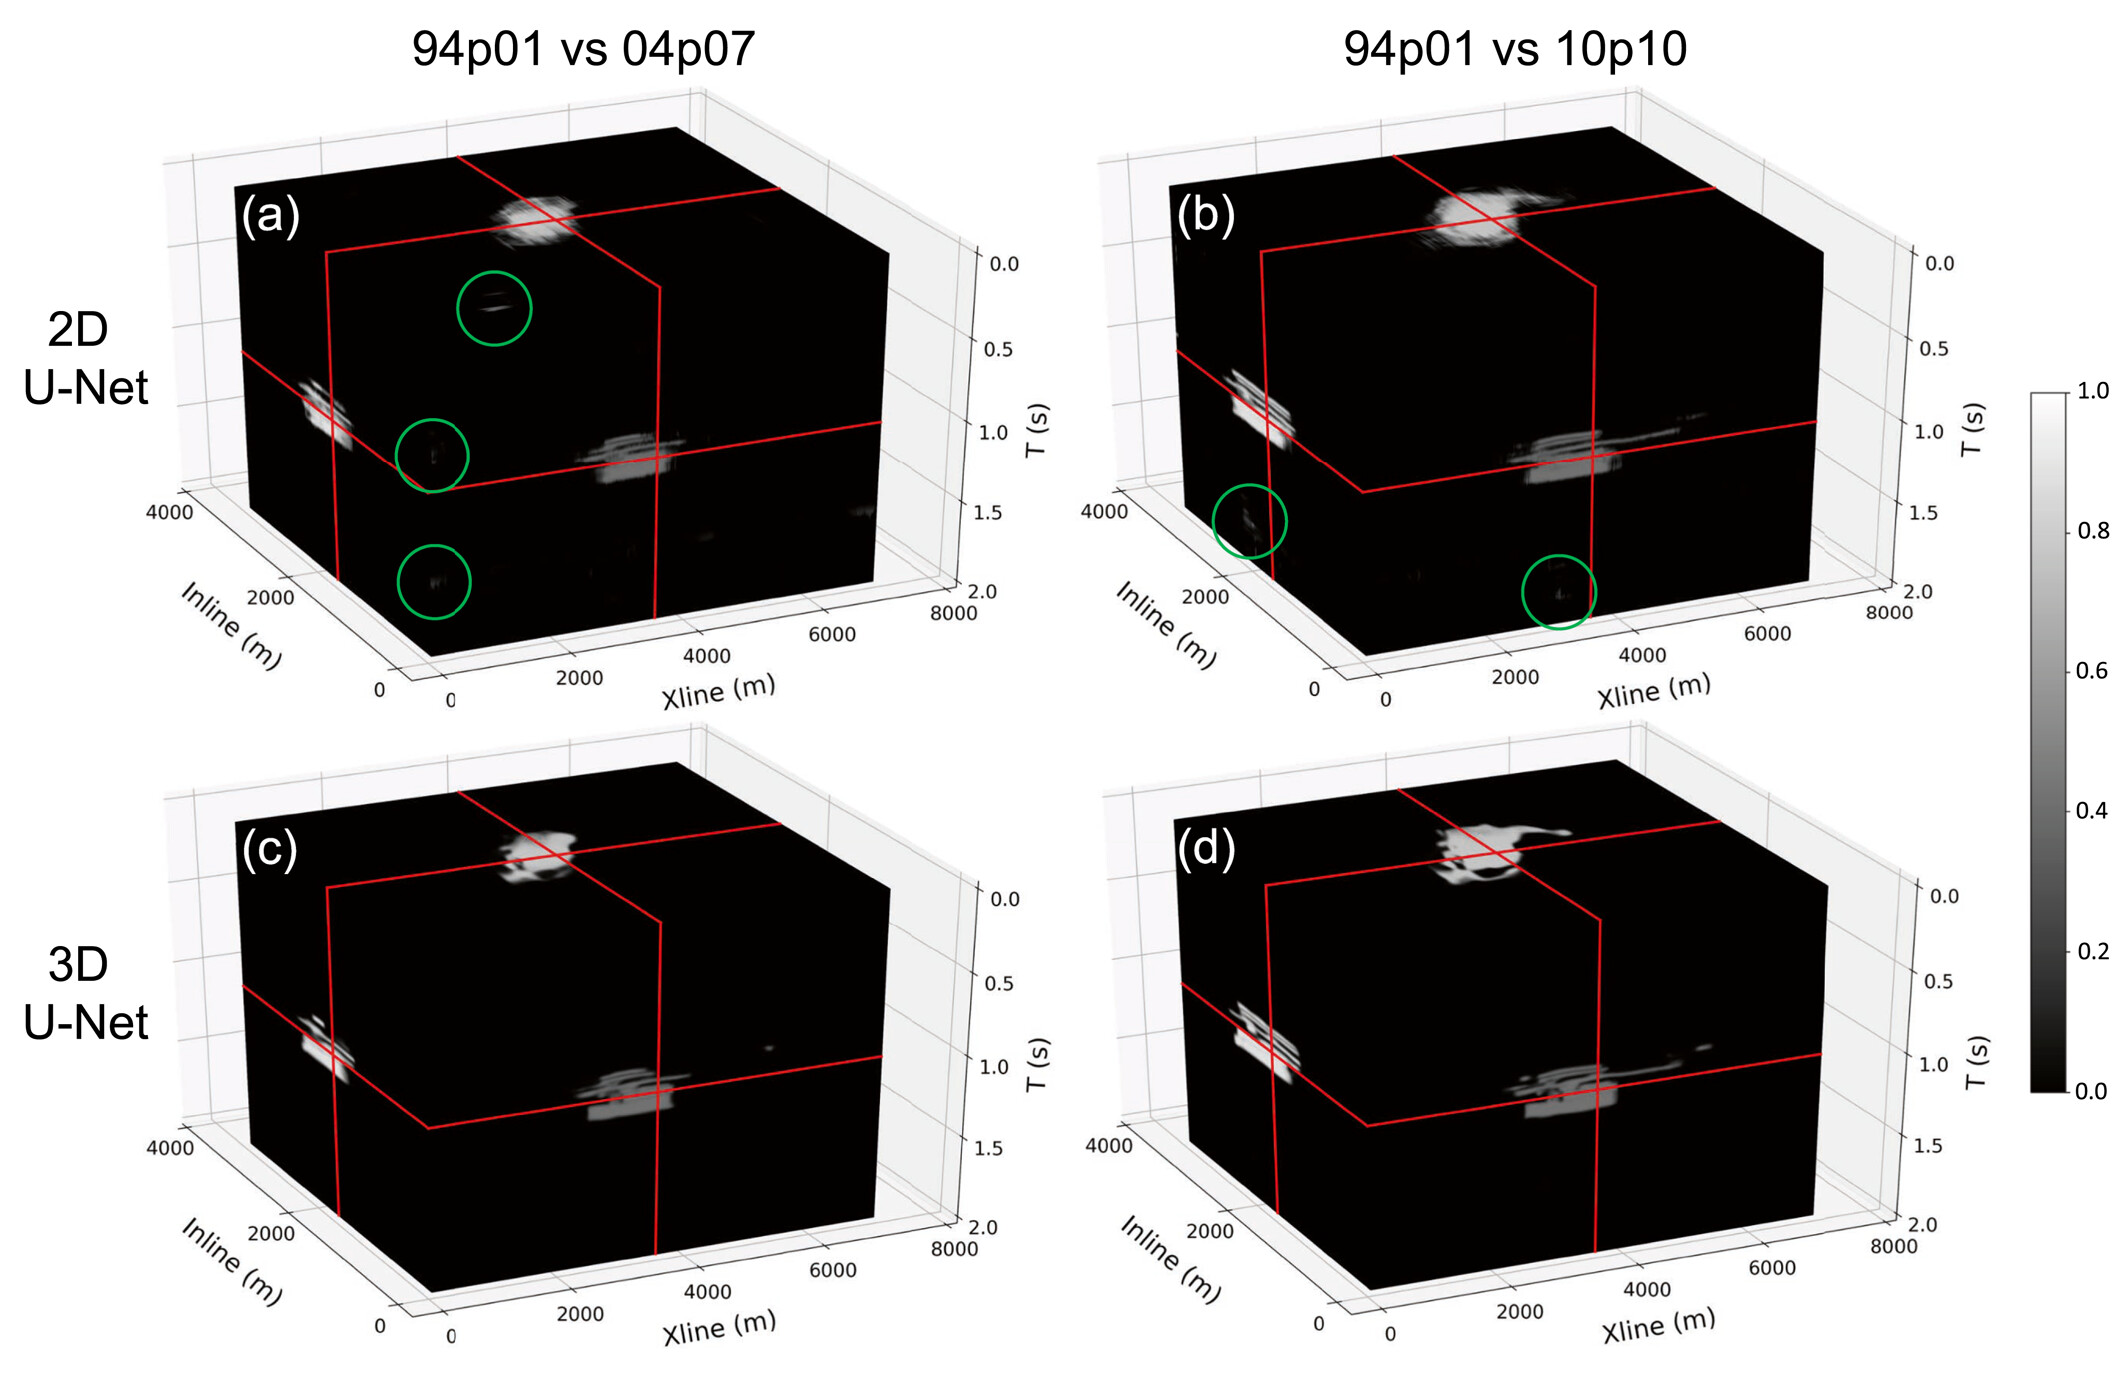 94p01 vs 04p07
94p01 vs 10p10
2D
U-Net
(a)
0.0
0.5
1.0
1.5
2.0
T (s)
4000
2000
0
Inline (m)
0
2000
4000
6000
8000
Xline (m)
(b)
0.0
0.5
1.0
1.5
2.0
T (s)
4000
2000
0
Inline (m)
0
2000
4000
6000
8000
Xline (m)
1.0
0.8
0.6
0.4
0.2
0.0
3D
U-Net
(c)
0.0
0.5
1.0
1.5
2.0
T (s)
4000
2000
0
Inline (m)
0
2000
4000
6000
8000
Xline (m)
(d)
0.0
0.5
1.0
1.5
2.0
T (s)
4000
2000
0
Inline (m)
0
2000
4000
6000
8000
Xline (m)